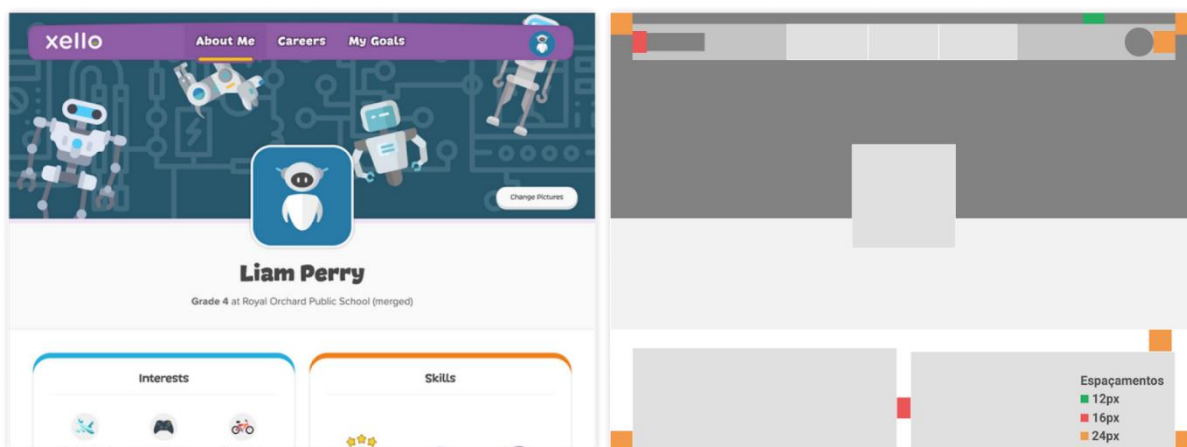 xello
About Me Careers My Goals
Change Pictures
Liam Perry
Grade 4 at Royal Orchard Public School (merged)
Interests
Skills
Espaçamentos
12px
16px
24px